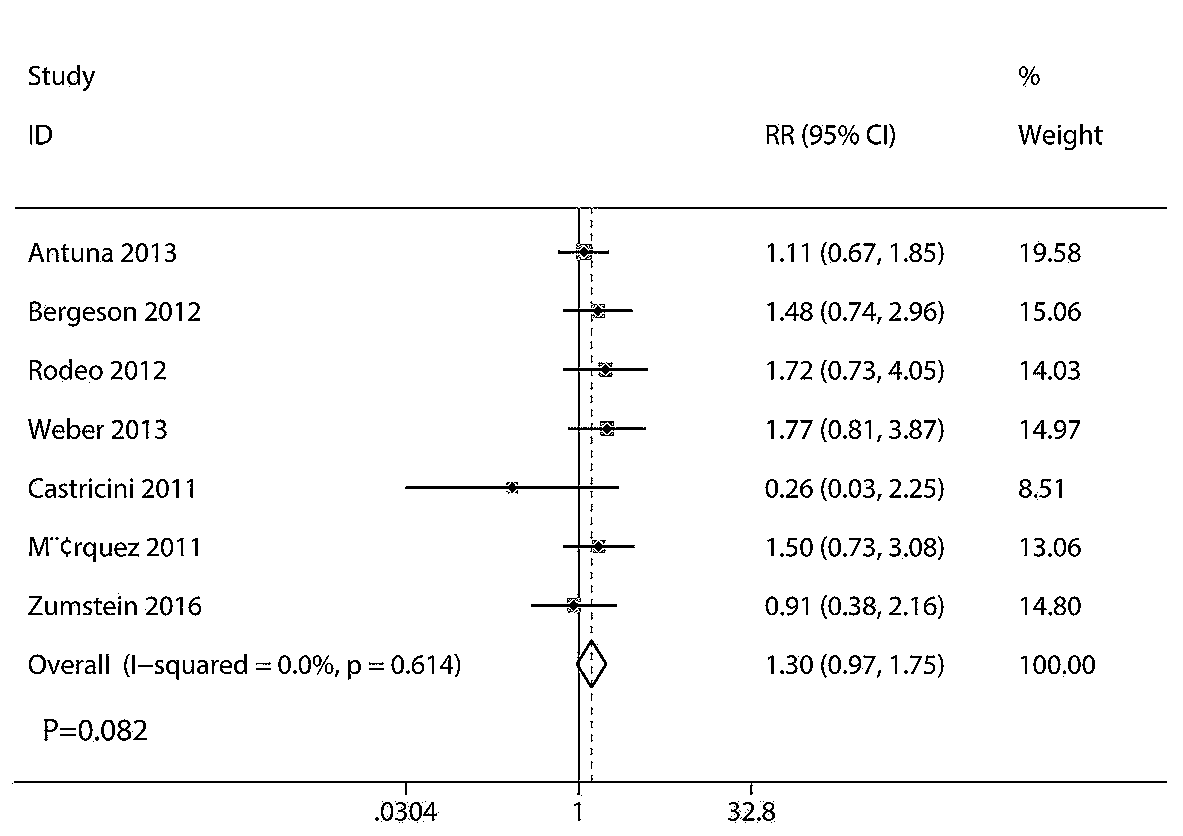 Study %
ID RR (95% CI) Weight
Antuna 2013 1.11 (0.67, 1.85) 19.58
Bergeson 2012 1.48 (0.74, 2.96) 15.06
Rodeo 2012 1.72 (0.73, 4.05) 14.03
Weber 2013 1.77 (0.81, 3.87) 14.97
Castricini 2011 0.26 (0.03, 2.25) 8.51
M¨¢rquez 2011 1.50 (0.73, 3.08) 13.06
Zumstein 2016 0.91 (0.38, 2.16) 14.80
Overall (I−squared = 0.0%, p = 0.614) 1.30 (0.97, 1.75) 100.00
P=0.082
.0304 1 32.8